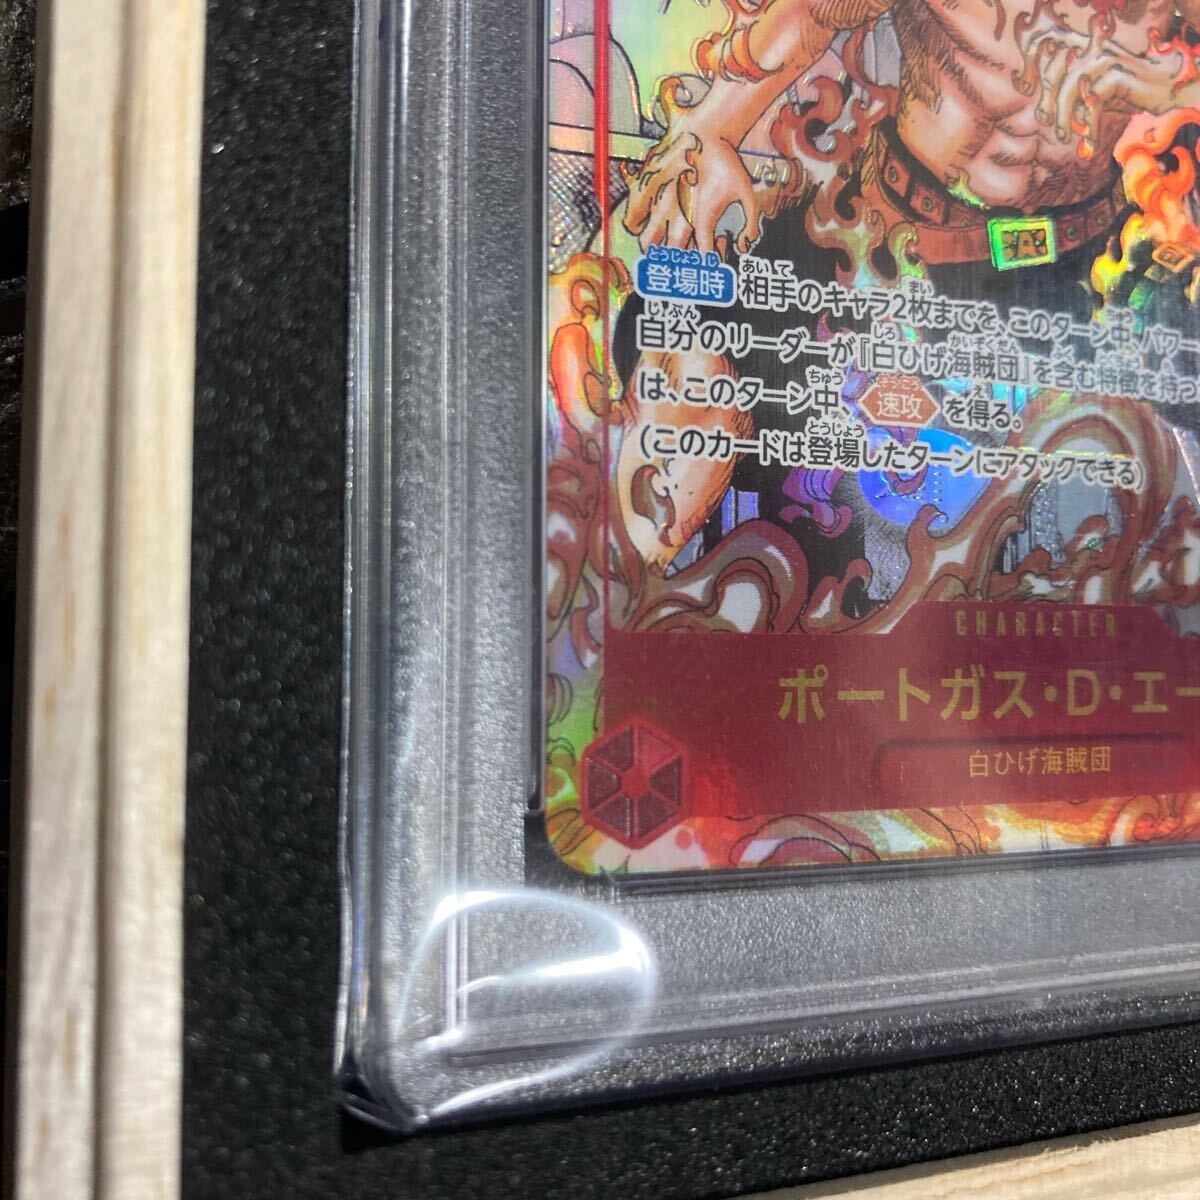 登場時 相手のキャラ2枚までを、このターン中、パワー
自分のリーダーが『白ひげ海賊団』を含む特徴を持つ
は、このターン中、速攻を得る。
(このカードは登場したターンにアタックできる)
CHARACTER
ポートガス・D・エー
白ひげ海賊団